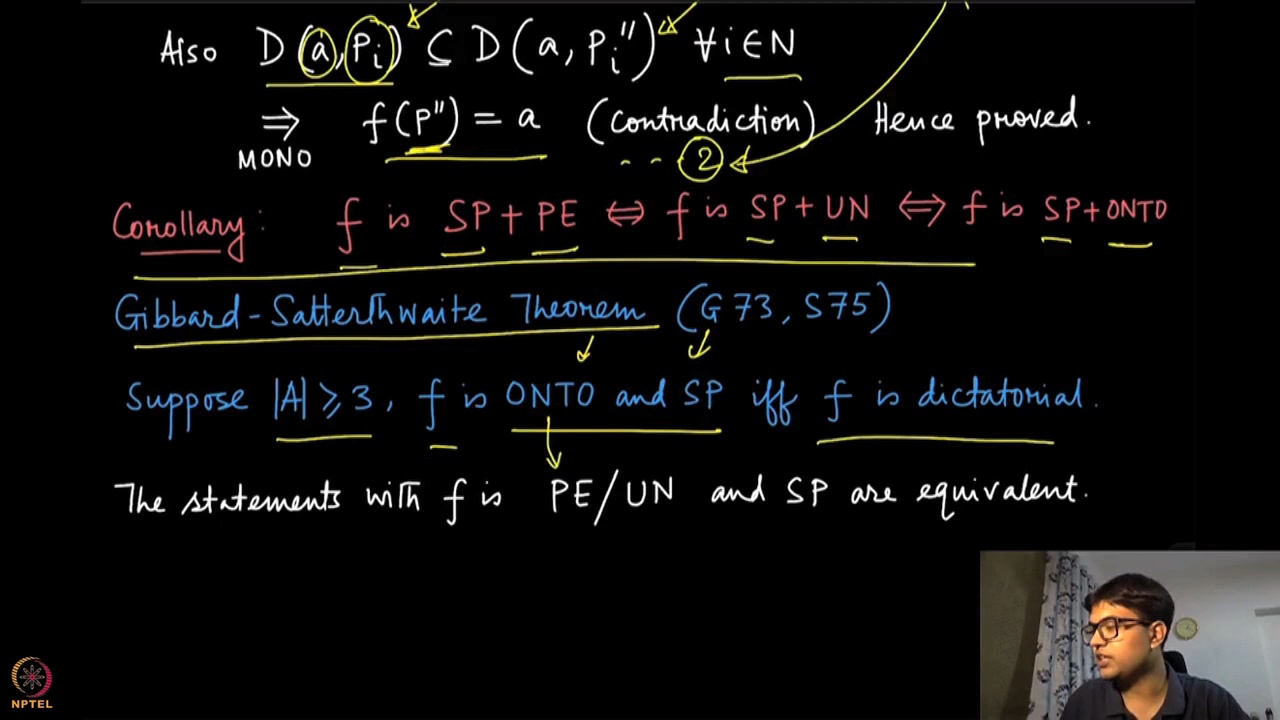 Also D(a, Pi) ⊆ D(a, Pi'') ∀i∈N
⇒ f(P'') = a (contradiction) Hence proved.
MONO
.. .. ②
Corollary: f is SP+PE ⇔ f is SP+UN ⇔ f is SP+ONTO
Gibbard-Satterthwaite Theorem (G73, S75)
Suppose |A| ⩾ 3, f is ONTO and SP iff f is dictatorial.
The statements with f is PE/UN and SP are equivalent.
NPTEL